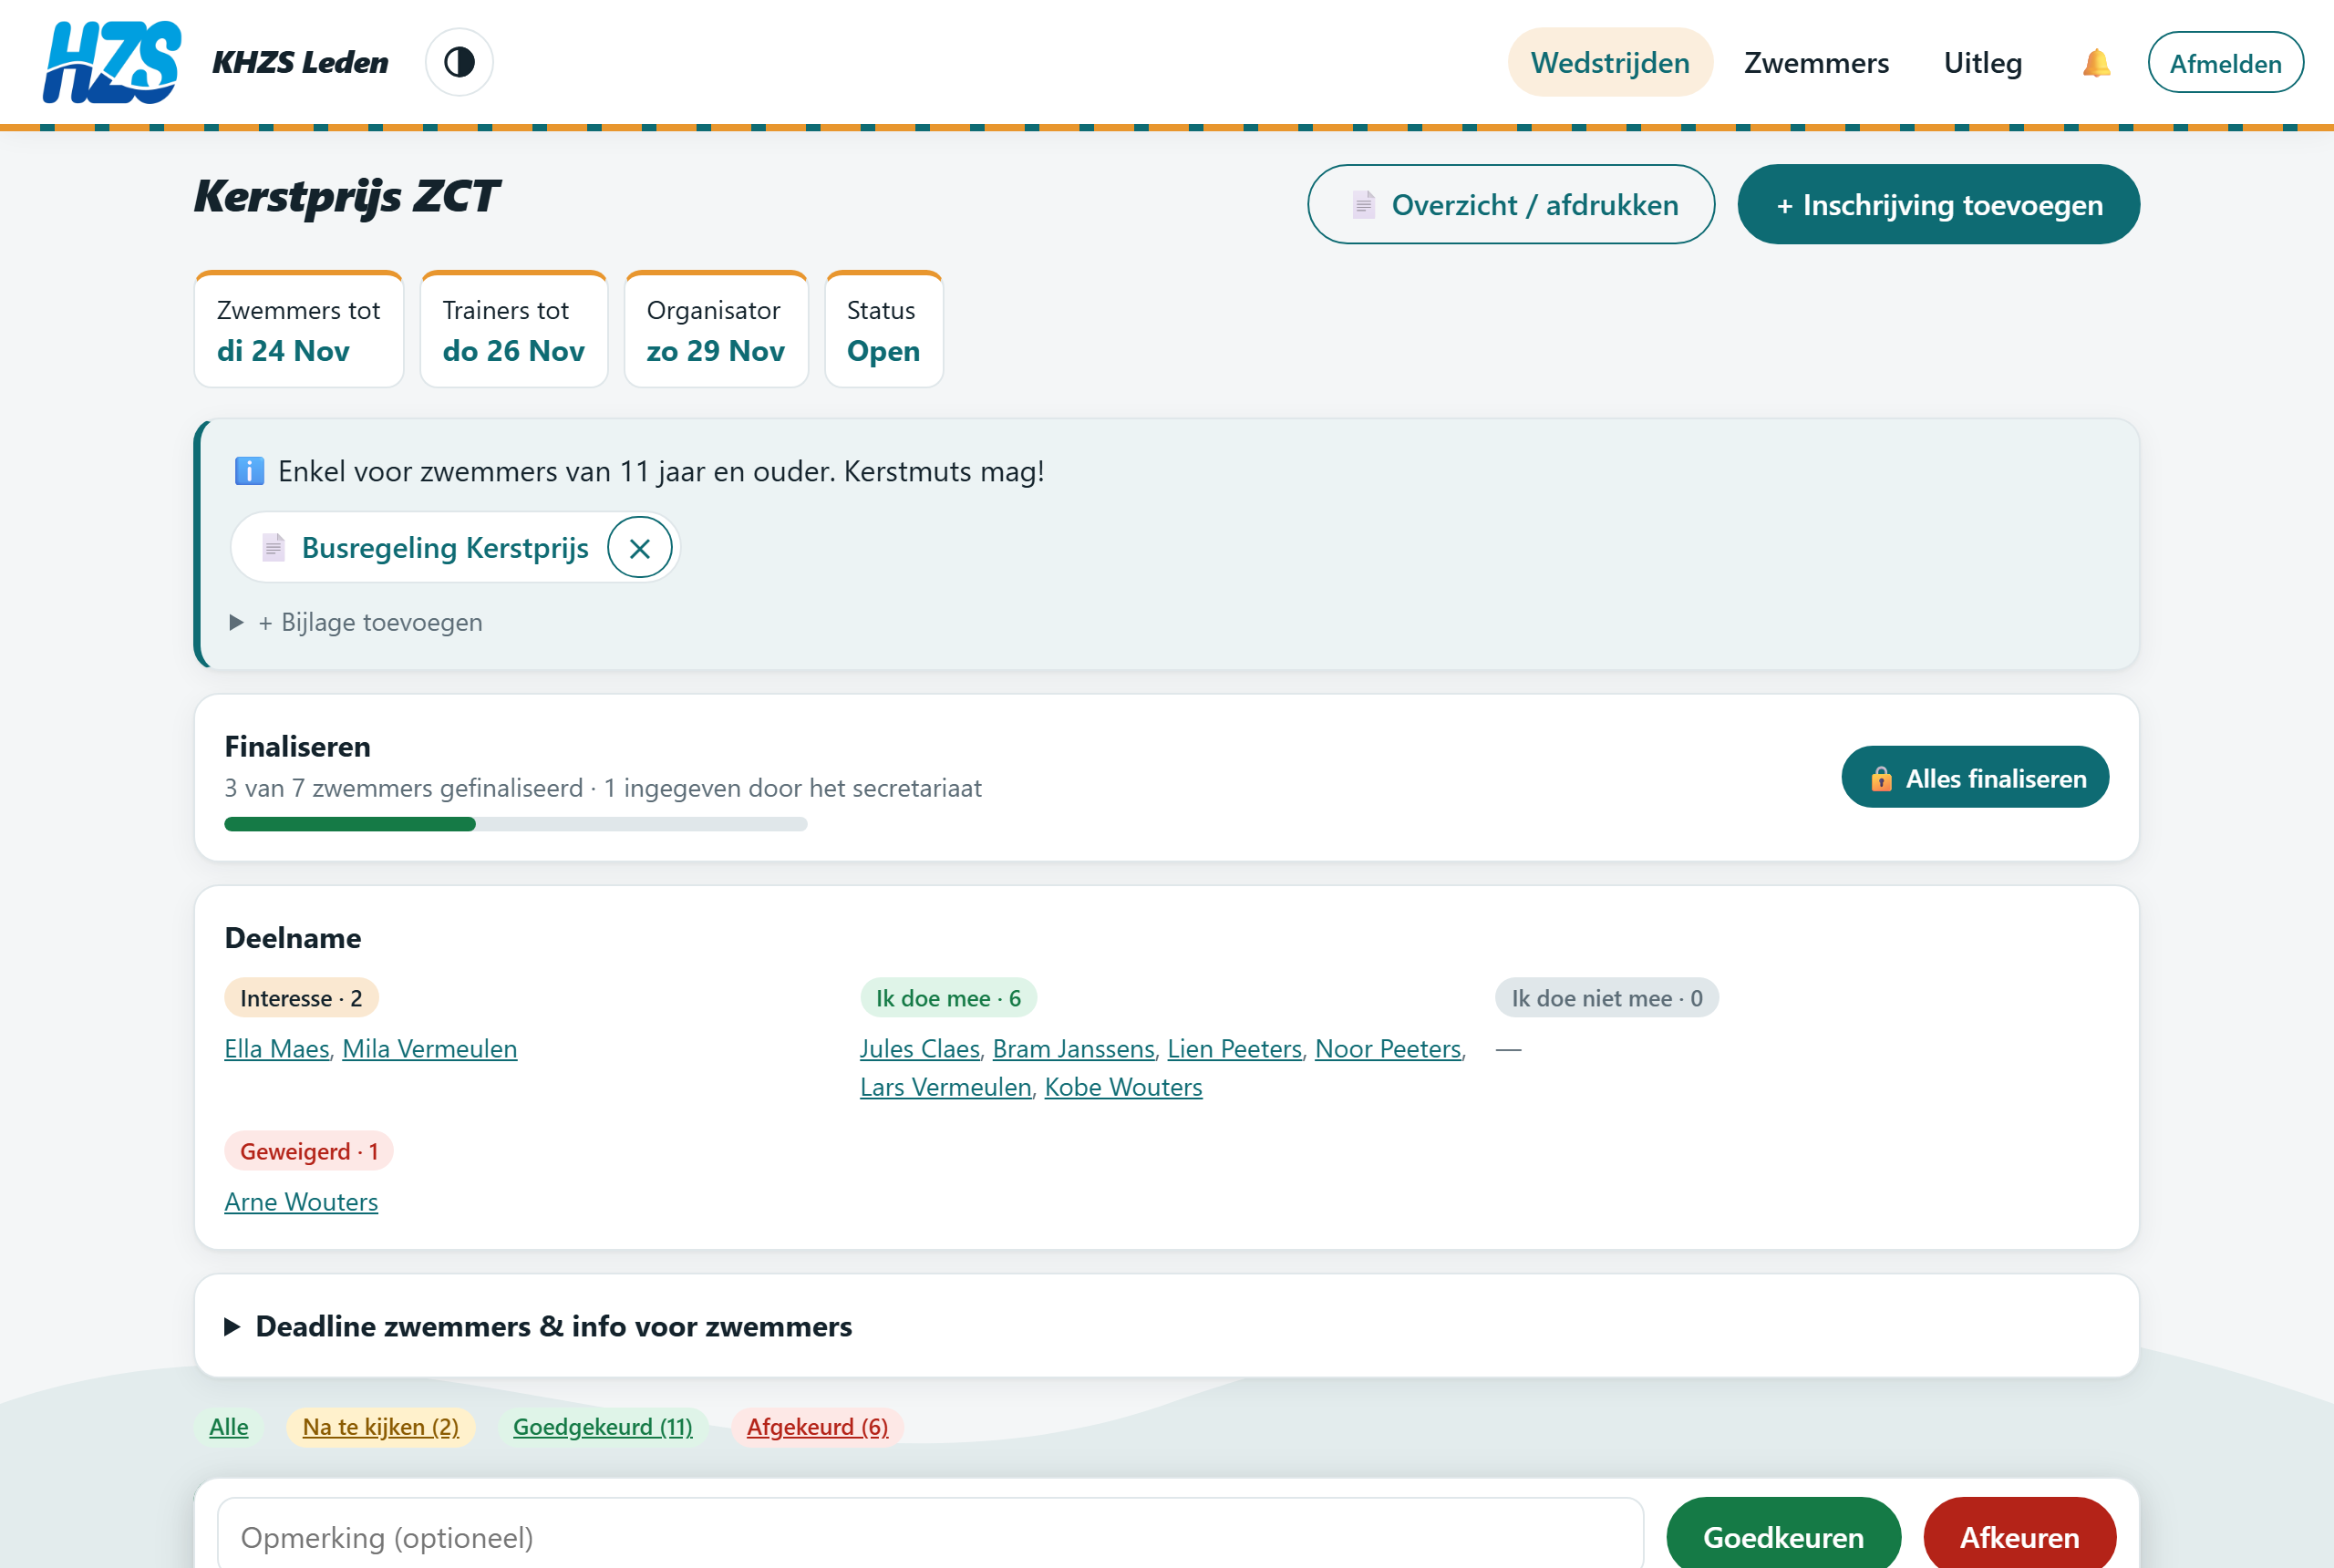 HZS KHZS Leden Wedstrijden Zwemmers Uitleg Afmelden
Kerstprijs ZCT
Overzicht / afdrukken
+ Inschrijving toevoegen
Zwemmers tot
di 24 Nov
Trainers tot
do 26 Nov
Organisator
zo 29 Nov
Status
Open
Enkel voor zwemmers van 11 jaar en ouder. Kerstmuts mag!
Busregeling Kerstprijs
+ Bijlage toevoegen
Finaliseren
3 van 7 zwemmers gefinaliseerd · 1 ingegeven door het secretariaat
Alles finaliseren
Deelname
Interesse · 2
Ella Maes, Mila Vermeulen
Ik doe mee · 6
Jules Claes, Bram Janssens, Lien Peeters, Noor Peeters,
Lars Vermeulen, Kobe Wouters
Ik doe niet mee · 0
—
Geweigerd · 1
Arne Wouters
Deadline zwemmers & info voor zwemmers
Alle Na te kijken (2) Goedgekeurd (11) Afgekeurd (6)
Opmerking (optioneel) Goedkeuren Afkeuren